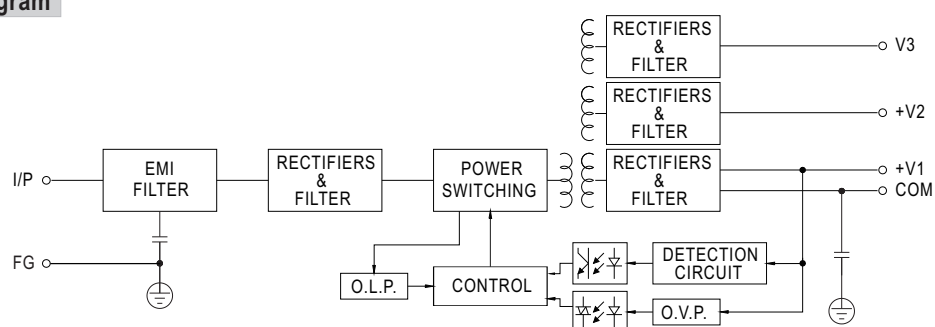 RECTIFIERS
&
FILTER
V3
RECTIFIERS
&
FILTER
+V2
I/P
EMI
FILTER
RECTIFIERS
&
FILTER
POWER
SWITCHING
RECTIFIERS
&
FILTER
+V1
COM
FG
O.L.P.
CONTROL
DETECTION
CIRCUIT
O.V.P.